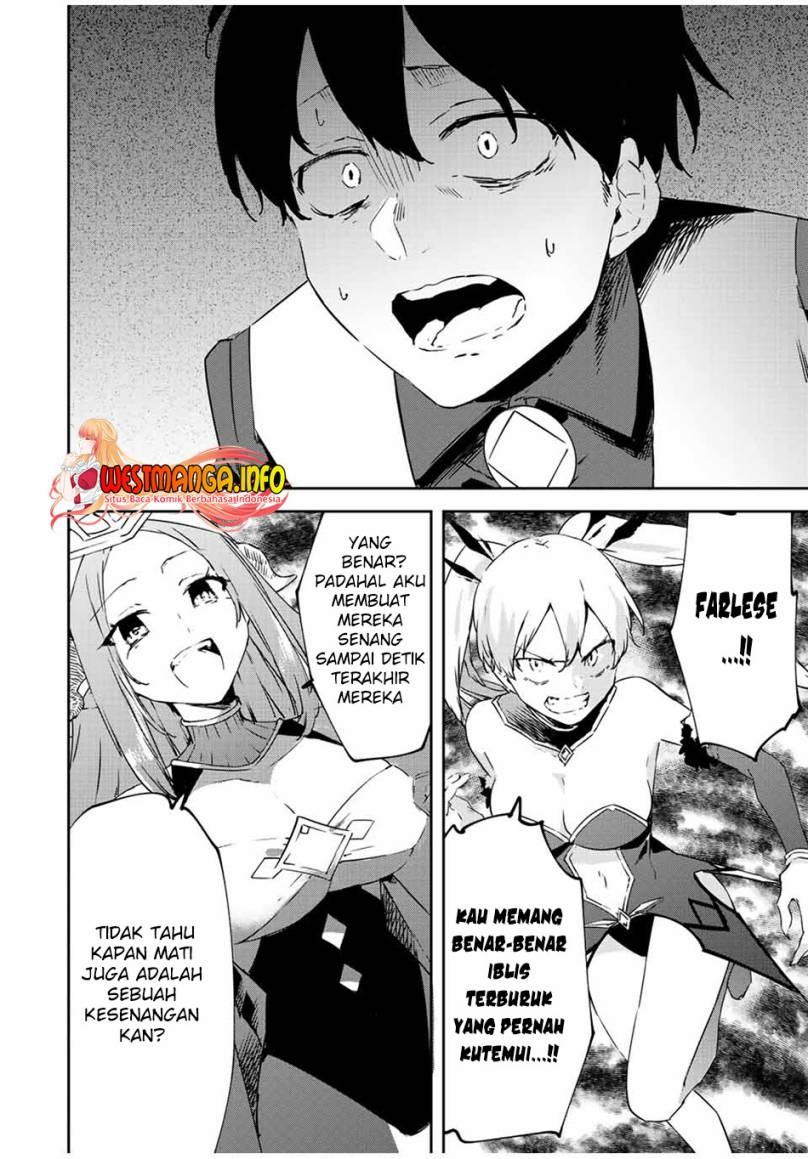 WESTMANGA.INFO
Situs Baca Komik Berbahasa Indonesia
FARLESE
...!!
KAU MEMANG
BENAR-BENAR
IBLIS
TERBURUK
YANG PERNAH
KUTEMUI...!!
YANG
BENAR?
PADAHAL AKU
MEMBUAT
MEREKA
SENANG
SAMPAI DETIK
TERAKHIR
MEREKA
TIDAK TAHU
KAPAN MATI
JUGA ADALAH
SEBUAH
KESENANGAN
KAN?